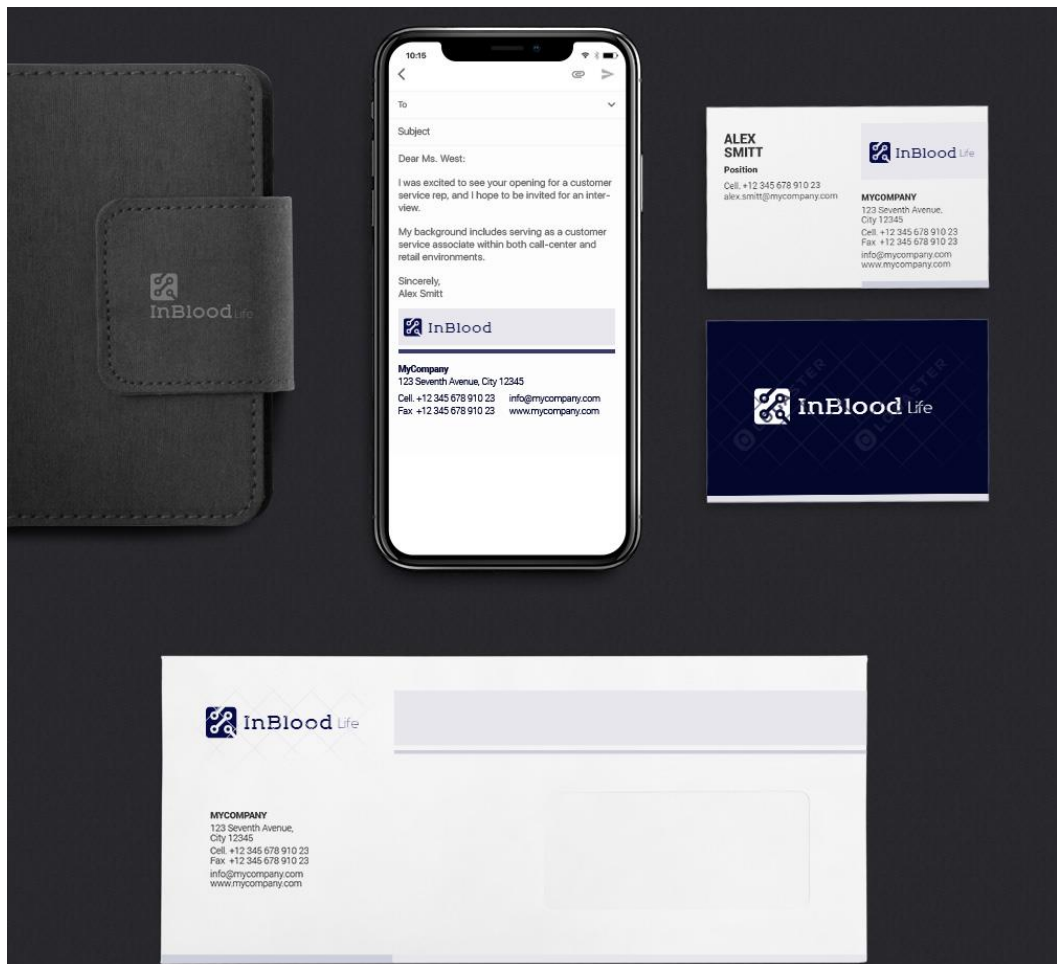 InBlood Life
10:15
To
Subject
Dear Ms. West:
I was excited to see your opening for a customer
service rep, and I hope to be invited for an inter-
view.
My background includes serving as a customer
service associate within both call-center and
retail environments.
Sincerely,
Alex Smitt
InBlood
MyCompany
123 Seventh Avenue, City 12345
Cell. +12 345 678 910 23 info@mycompany.com
Fax +12 345 678 910 23 www.mycompany.com
ALEX
SMITT
Position
Cell. +12 345 678 910 23
alex.smitt@mycompany.com
InBlood Life
MYCOMPANY
123 Seventh Avenue,
City 12345
Cell. +12 345 678 910 23
Fax +12 345 678 910 23
info@mycompany.com
www.mycompany.com
InBlood Life
InBlood Life
MYCOMPANY
123 Seventh Avenue,
City 12345
Cell. +12 345 678 910 23
Fax +12 345 678 910 23
info@mycompany.com
www.mycompany.com